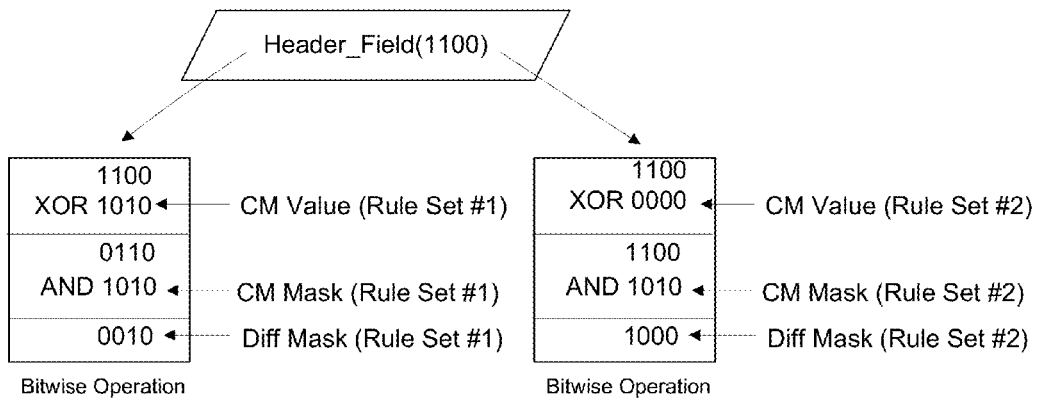 Header_Field(1100)
1100
XOR 1010
CM Value (Rule Set #1)
0110
AND 1010
CM Mask (Rule Set #1)
0010
Diff Mask (Rule Set #1)
Bitwise Operation
1100
XOR 0000
CM Value (Rule Set #2)
1100
AND 1010
CM Mask (Rule Set #2)
1000
Diff Mask (Rule Set #2)
Bitwise Operation